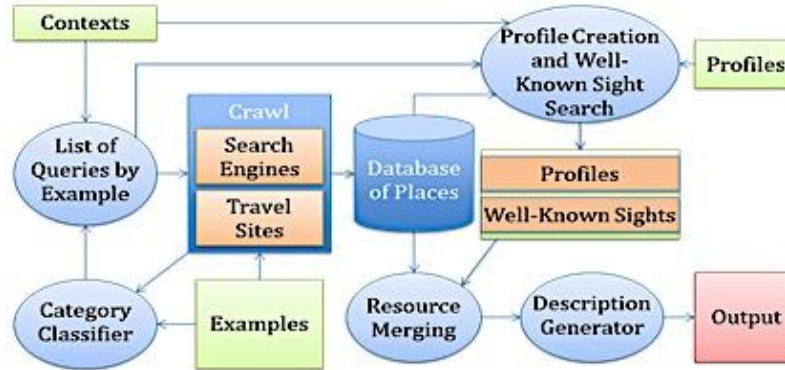 Contexts
Profile Creation
and Well-
Known Sight
Search
Profiles
Crawl
Search
Engines
Travel
Sites
List of
Queries by
Example
Database
of Places
Profiles
Well-Known Sights
Category
Classifier
Examples
Resource
Merging
Description
Generator
Output